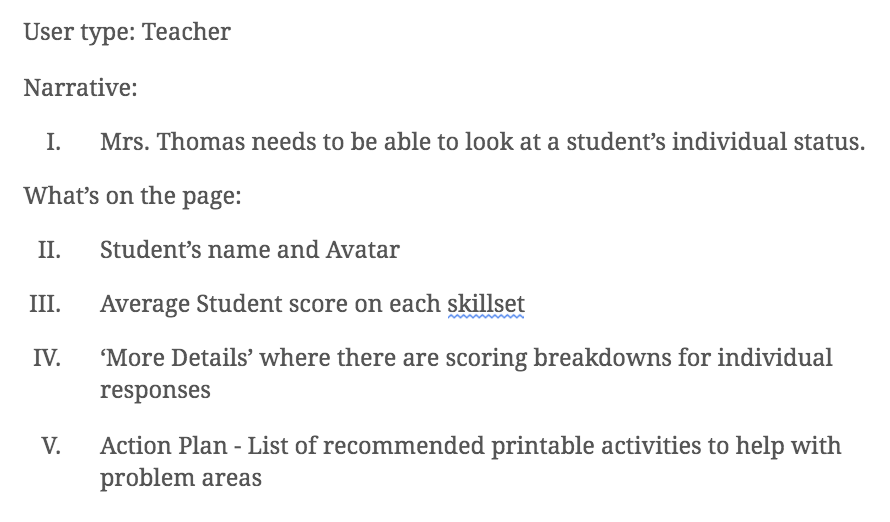 User type: Teacher
Narrative:
I. Mrs. Thomas needs to be able to look at a student’s individual status.
What’s on the page:
II. Student’s name and Avatar
III. Average Student score on each skillset
IV. ‘More Details’ where there are scoring breakdowns for individual
responses
V. Action Plan - List of recommended printable activities to help with
problem areas